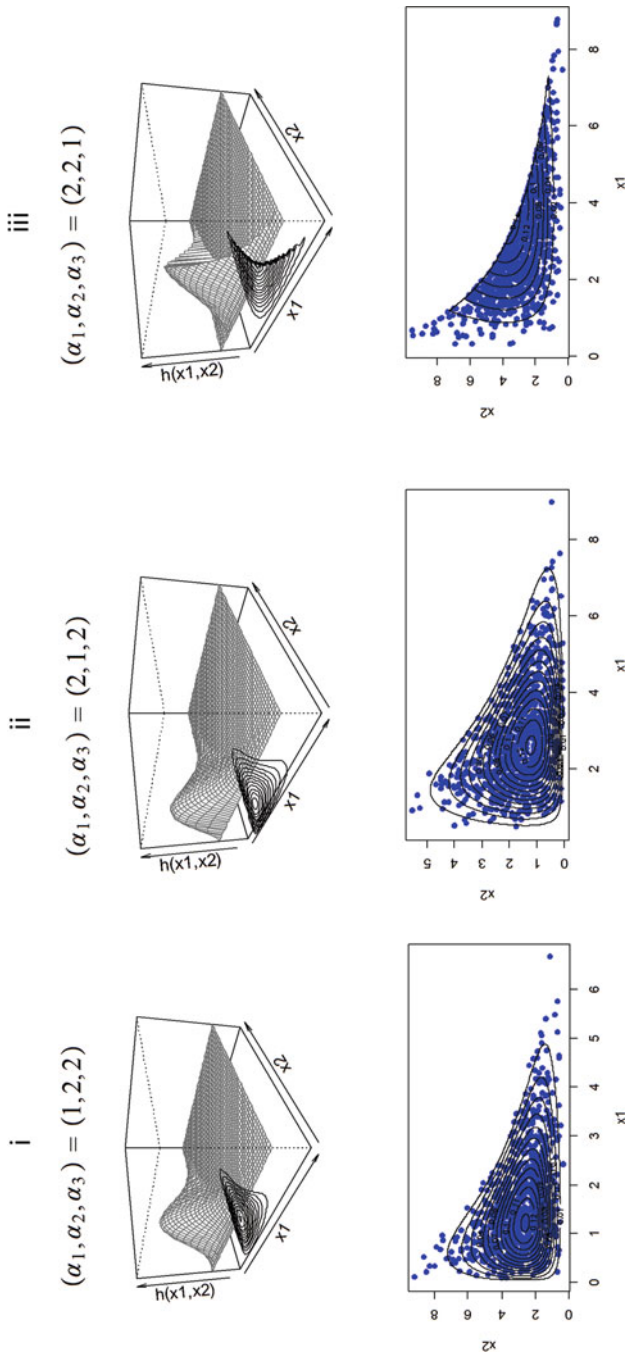 i
(α₁, α₂, α₃) = (1, 2, 2)
h(x1,x2)
x1
x2
x2
0 2 4 6 8
0 1 2 3 4 5 6
x1
ii
(α₁, α₂, α₃) = (2, 1, 2)
h(x1,x2)
x1
x2
x2
0 1 2 3 4 5
2 4 6 8
x1
iii
(α₁, α₂, α₃) = (2, 2, 1)
h(x1,x2)
x1
x2
x2
0 2 4 6 8
0 2 4 6 8
x1
0.12